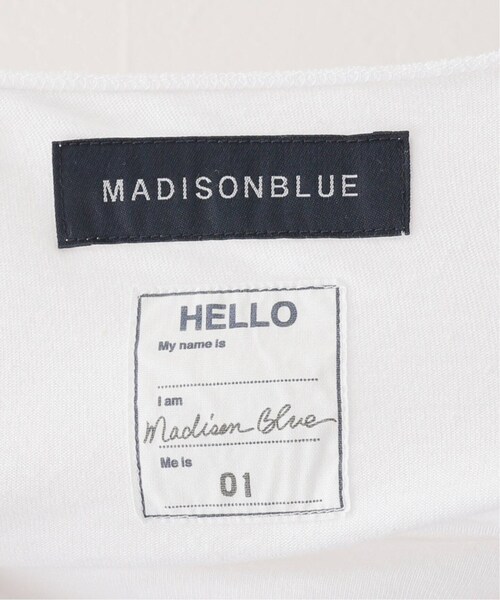 MADISONBLUE
HELLO
My name is
I am
Madison Blue
Me is
01